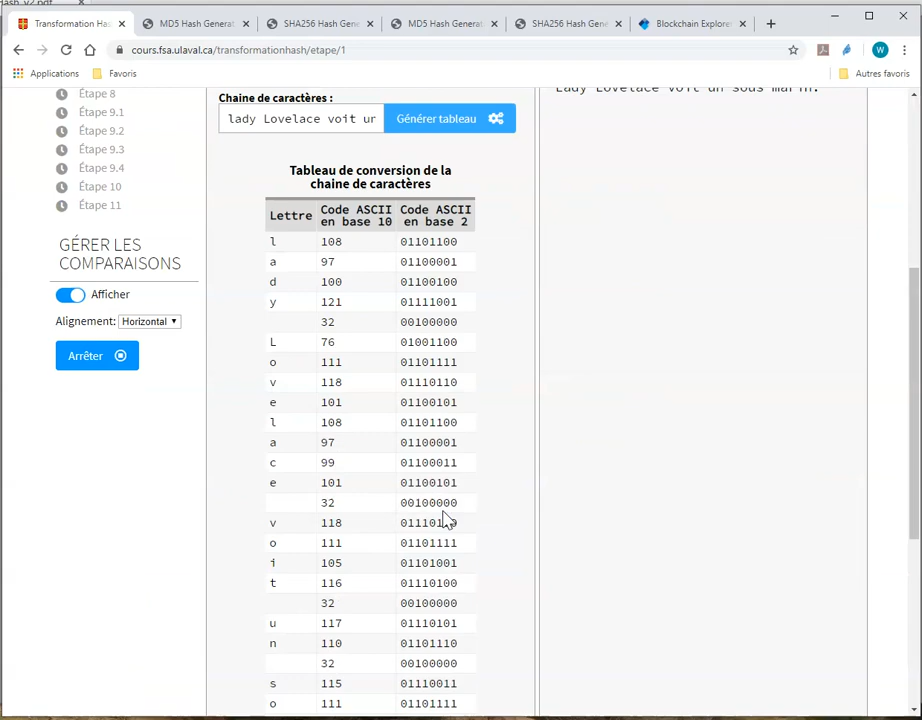 Transformation Has
MD5 Hash Generat
SHA256 Hash Gene
MD5 Hash Generat
SHA256 Hash Gene
Blockchain Explore
cours.fsa.ulaval.ca/transformationhash/etape/1
W
Applications
Favoris
Autres favoris
Étape 8
Étape 9.1
Étape 9.2
Étape 9.3
Étape 9.4
Étape 10
Étape 11
GÉRER LES
COMPARAISONS
Afficher
Alignement: Horizontal
Arrêter
Chaine de caractères :
lady Lovelace voit un
Générer tableau
Tableau de conversion de la
chaine de caractères
Lettre Code ASCII en base 10 Code ASCII en base 2
l 108 01101100
a 97 01100001
d 100 01100100
y 121 01111001
32 00100000
L 76 01001100
o 111 01101111
v 118 01110110
e 101 01100101
l 108 01101100
a 97 01100001
c 99 01100011
e 101 01100101
32 00100000
v 118 01110110
o 111 01101111
i 105 01101001
t 116 01110100
32 00100000
u 117 01110101
n 110 01101110
32 00100000
s 115 01110011
o 111 01101111
Lady Lovelace voit un sous marin.